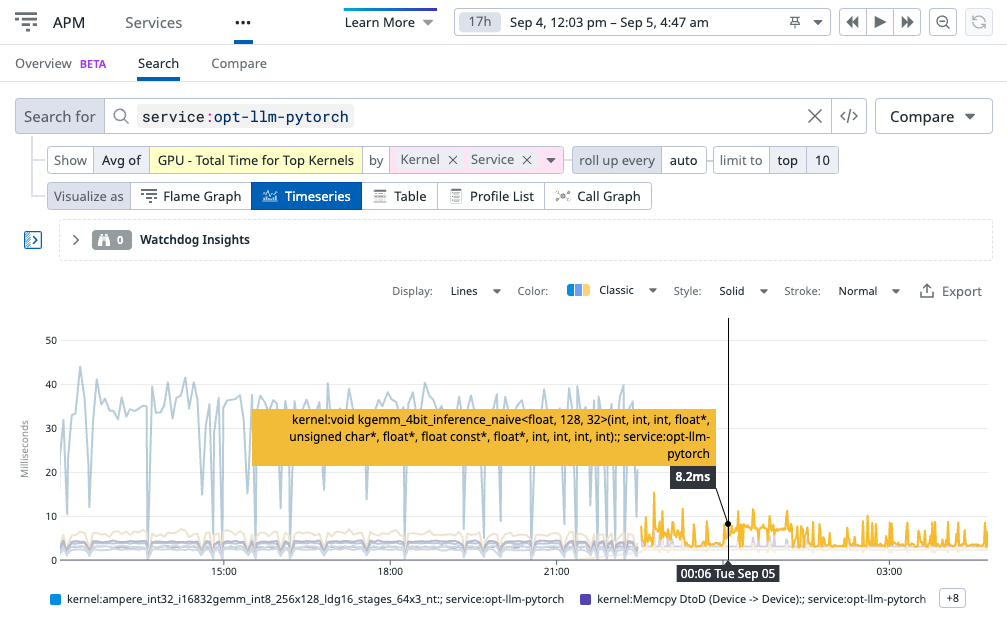 APM
Services
•••
Learn More
17h
Sep 4, 12:03 pm – Sep 5, 4:47 am
Overview BETA
Search
Compare
Search for
service:opt-llm-pytorch
</>
Compare
Show Avg of GPU - Total Time for Top Kernels by Kernel × Service × roll up every auto limit to top 10
Visualize as Flame Graph Timeseries Table Profile List Call Graph
0 Watchdog Insights
Display: Lines Color: Classic Style: Solid Stroke: Normal Export
50
40
30
20
10
0
Milliseconds
kernel:void kgemm_4bit_inference_naive<float, 128, 32>(int, int, int, float*,
unsigned char*, float*, float const*, float*, int, int, int, int):; service:opt-llm-
pytorch
8.2ms
15:00
18:00
21:00
00:06 Tue Sep 05
03:00
kernel:ampere_int32_i16832gemm_int8_256x128_ldg16_stages_64x3_nt:; service:opt-llm-pytorch
kernel:Memcpy DtoD (Device -> Device):; service:opt-llm-pytorch
+8